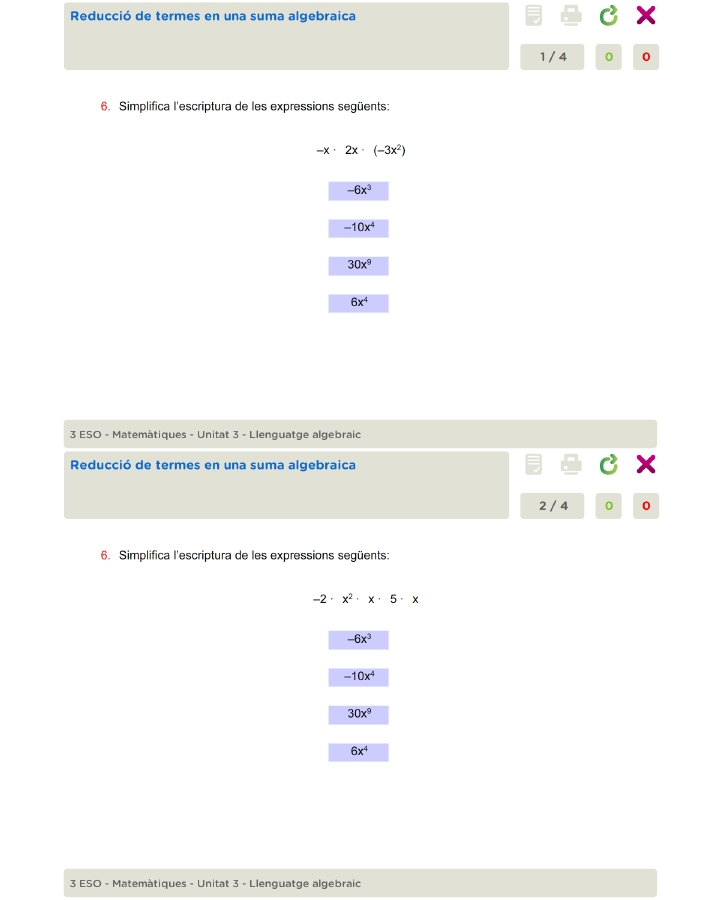 Reducció de termes en una suma algebraica
1 / 4 0 0
6. Simplifica l'escriptura de les expressions següents:
–x · 2x · (–3x²)
–6x³
–10x⁴
30x⁹
6x⁴
3 ESO - Matemàtiques - Unitat 3 - Llenguatge algebraic
Reducció de termes en una suma algebraica
2 / 4 0 0
6. Simplifica l'escriptura de les expressions següents:
–2 · x² · x · 5 · x
–6x³
–10x⁴
30x⁹
6x⁴
3 ESO - Matemàtiques - Unitat 3 - Llenguatge algebraic